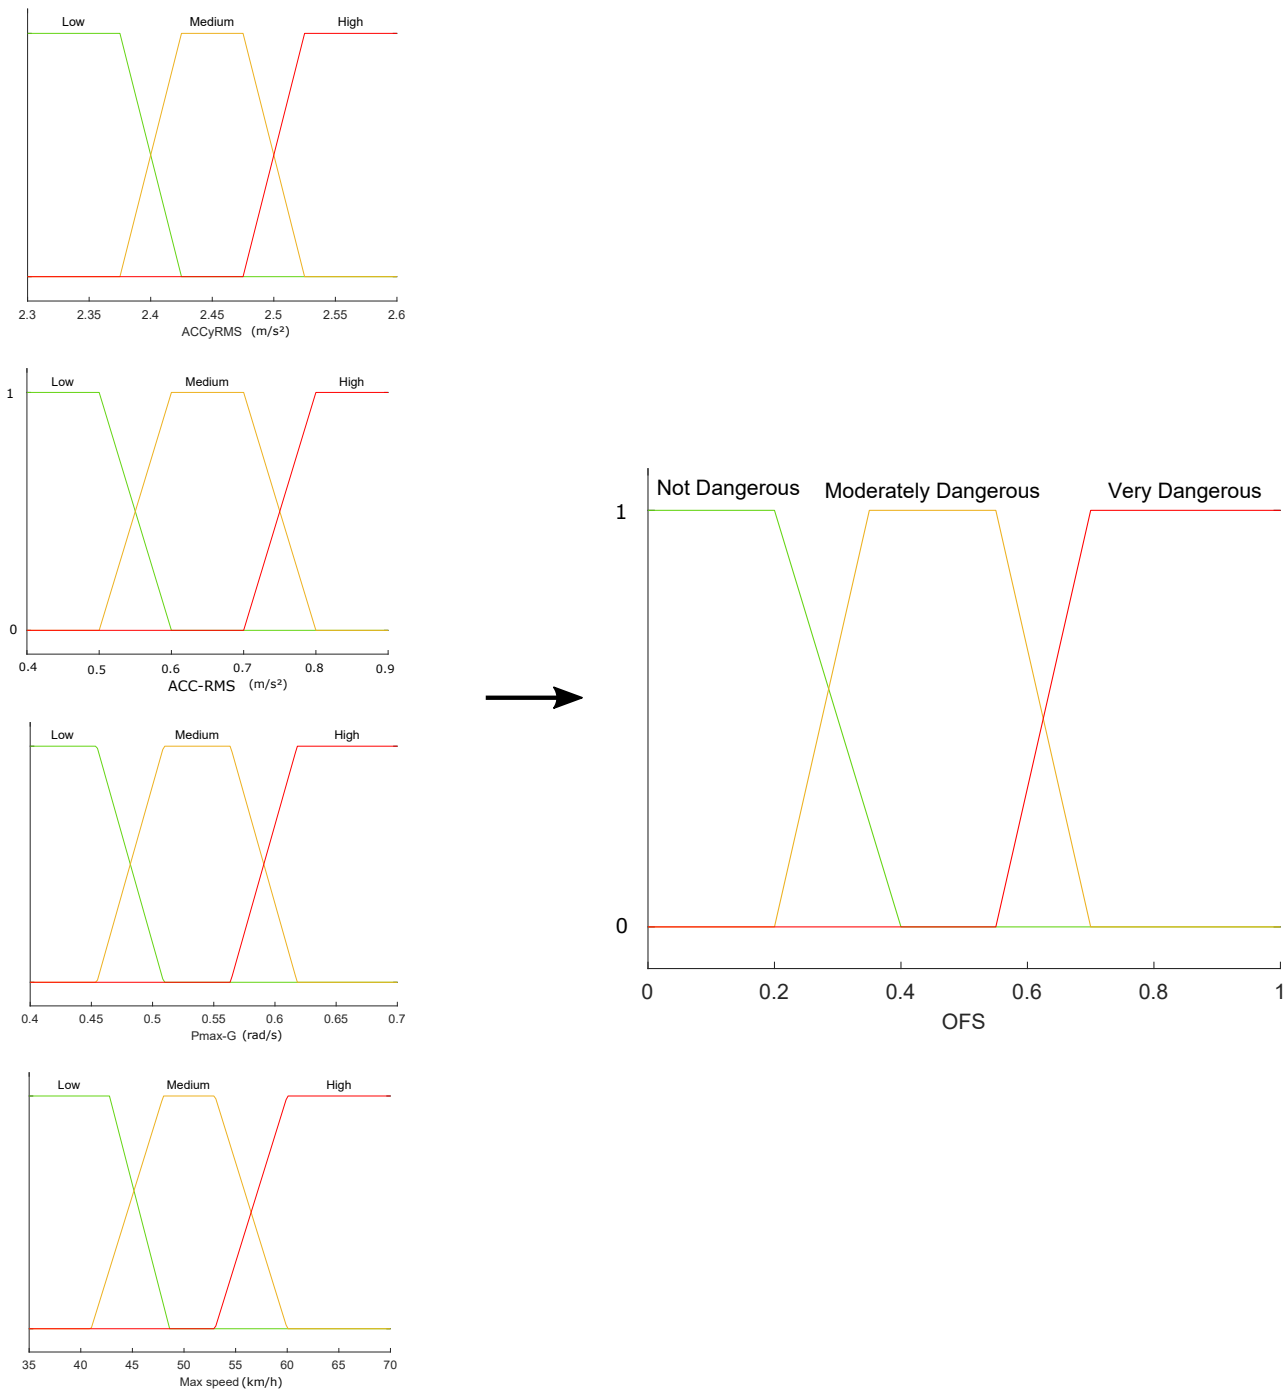 Low Medium High
2.3 2.35 2.4 2.45 2.5 2.55 2.6
ACCyRMS (m/s²)
Low Medium High
1
0
0.4 0.5 0.6 0.7 0.8 0.9
ACC-RMS (m/s²)
Low Medium High
0.4 0.45 0.5 0.55 0.6 0.65 0.7
Pmax-G (rad/s)
Low Medium High
35 40 45 50 55 60 65 70
Max speed (km/h)
Not Dangerous Moderately Dangerous Very Dangerous
1
0
0 0.2 0.4 0.6 0.8 1
OFS